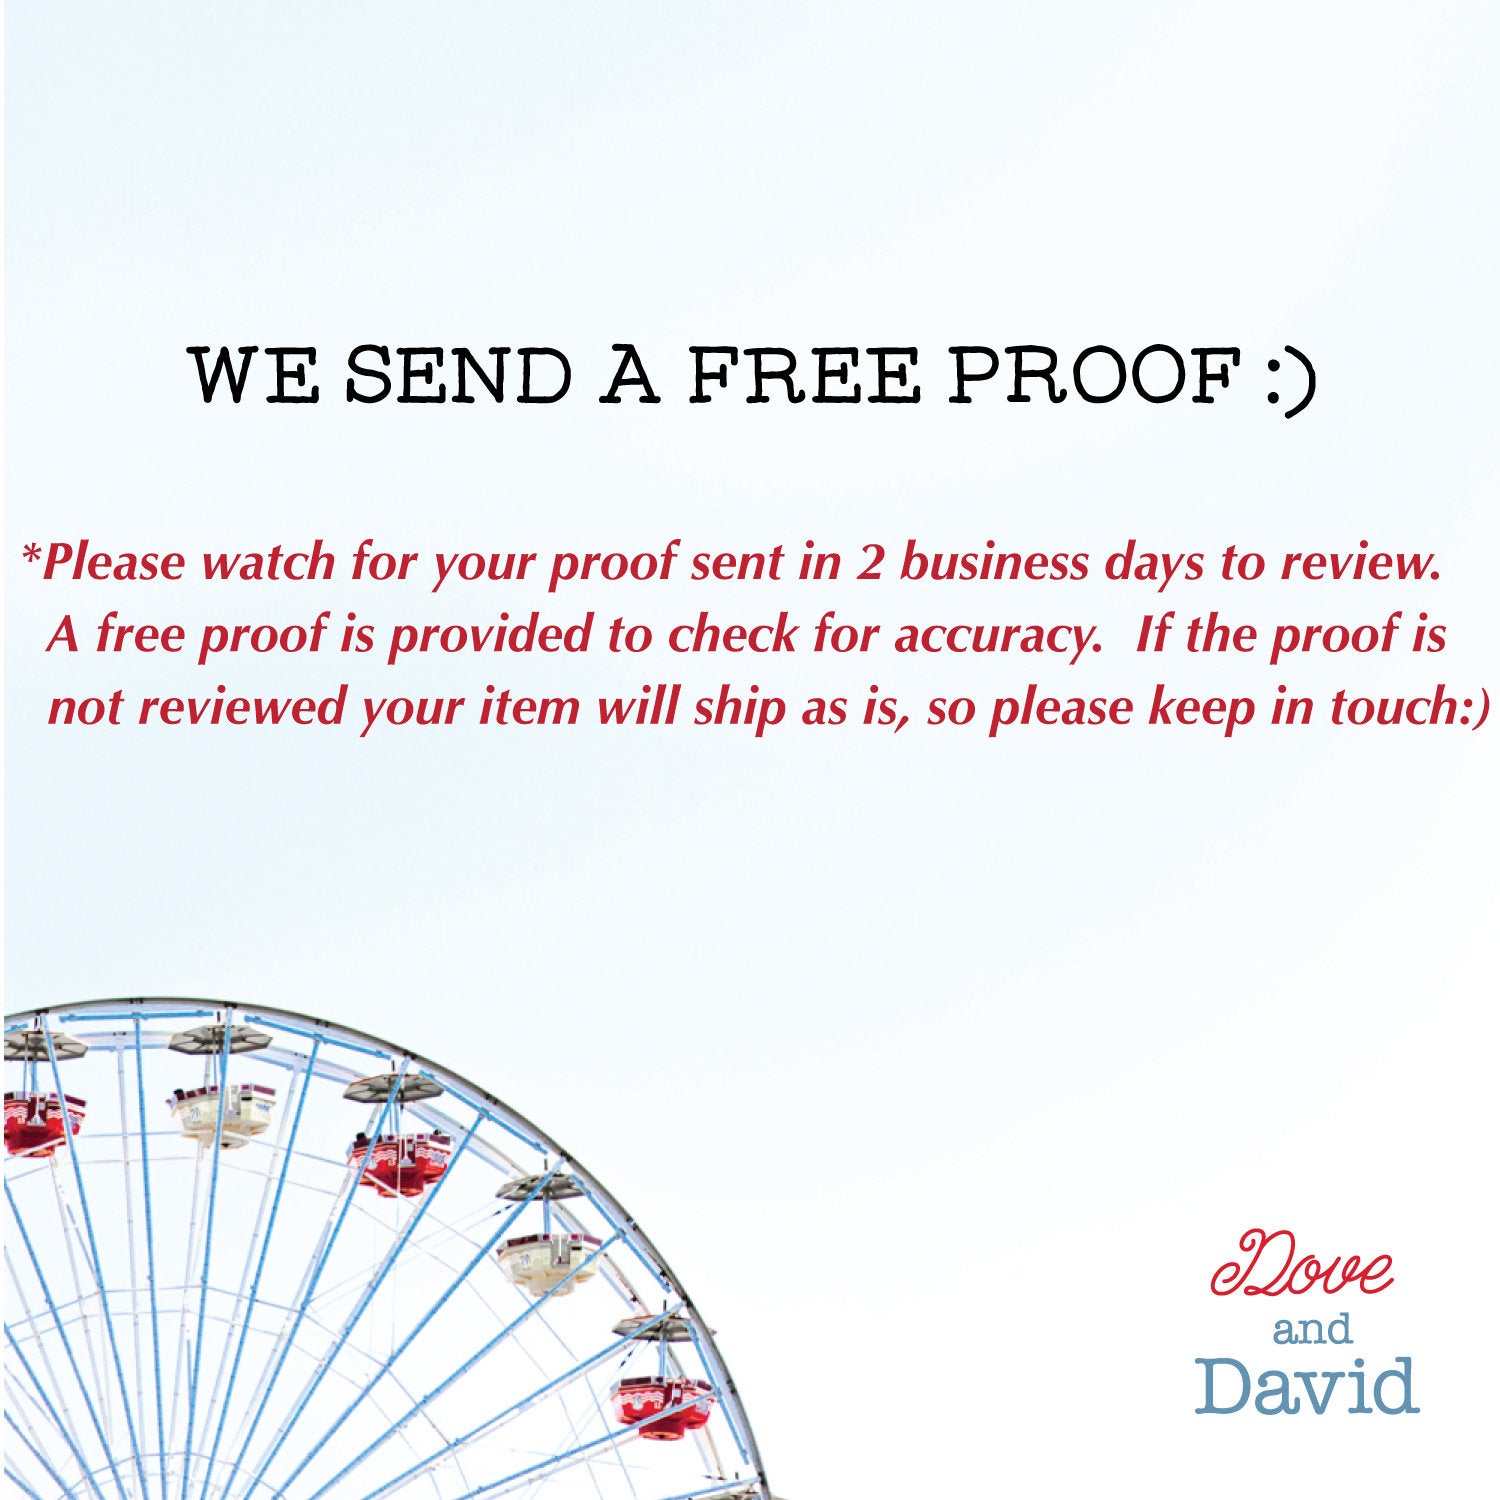 WE SEND A FREE PROOF :)
*Please watch for your proof sent in 2 business days to review.
A free proof is provided to check for accuracy.  If the proof is
not reviewed your item will ship as is, so please keep in touch:)
Dove
and
David